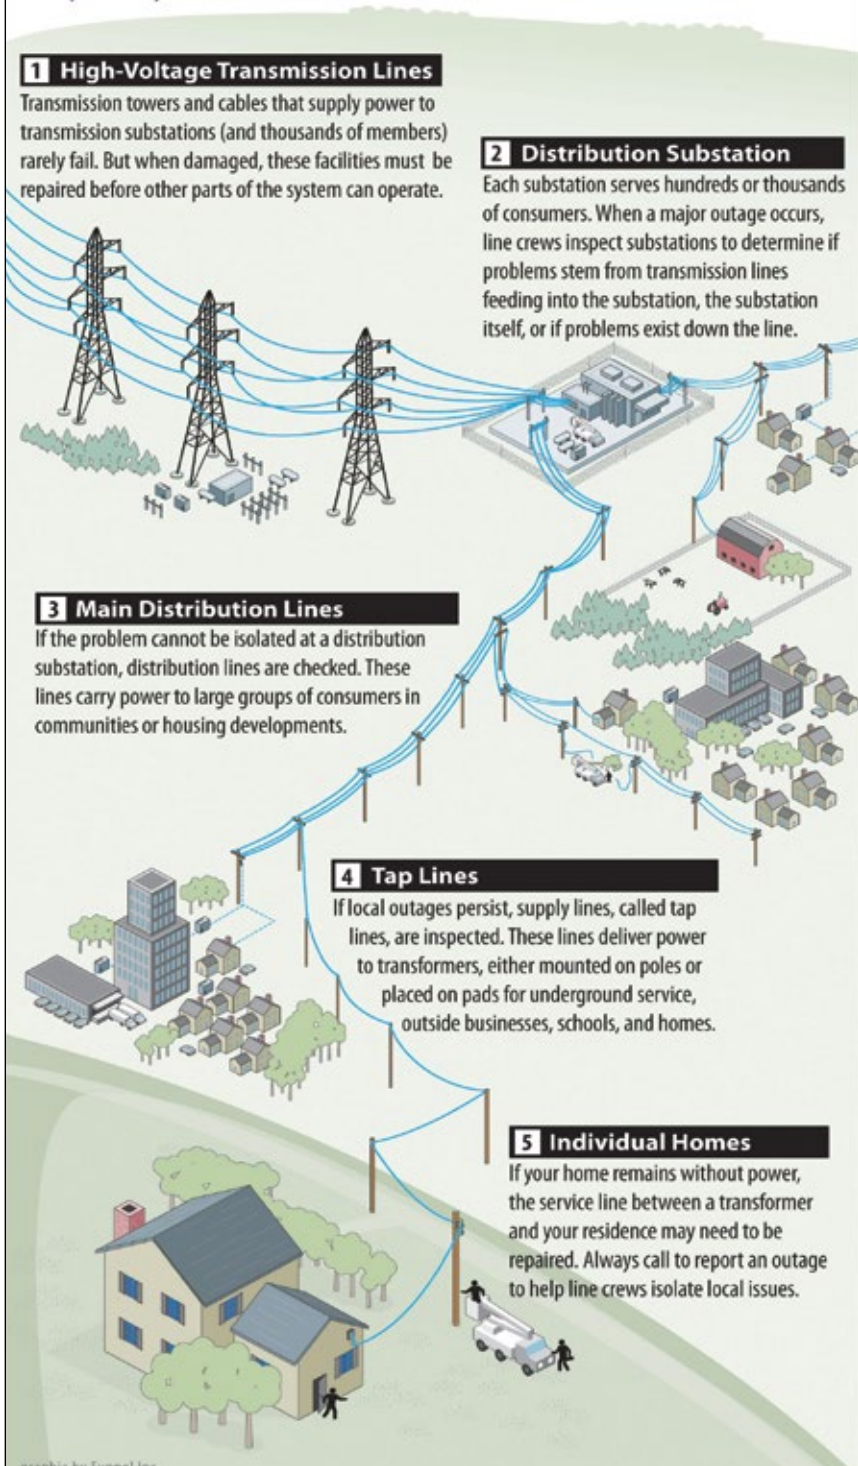 1 High-Voltage Transmission Lines
Transmission towers and cables that supply power to
transmission substations (and thousands of members)
rarely fail. But when damaged, these facilities must be
repaired before other parts of the system can operate.
2 Distribution Substation
Each substation serves hundreds or thousands
of consumers. When a major outage occurs,
line crews inspect substations to determine if
problems stem from transmission lines
feeding into the substation, the substation
itself, or if problems exist down the line.
3 Main Distribution Lines
If the problem cannot be isolated at a distribution
substation, distribution lines are checked. These
lines carry power to large groups of consumers in
communities or housing developments.
4 Tap Lines
If local outages persist, supply lines, called tap
lines, are inspected. These lines deliver power
to transformers, either mounted on poles or
placed on pads for underground service,
outside businesses, schools, and homes.
5 Individual Homes
If your home remains without power,
the service line between a transformer
and your residence may need to be
repaired. Always call to report an outage
to help line crews isolate local issues.